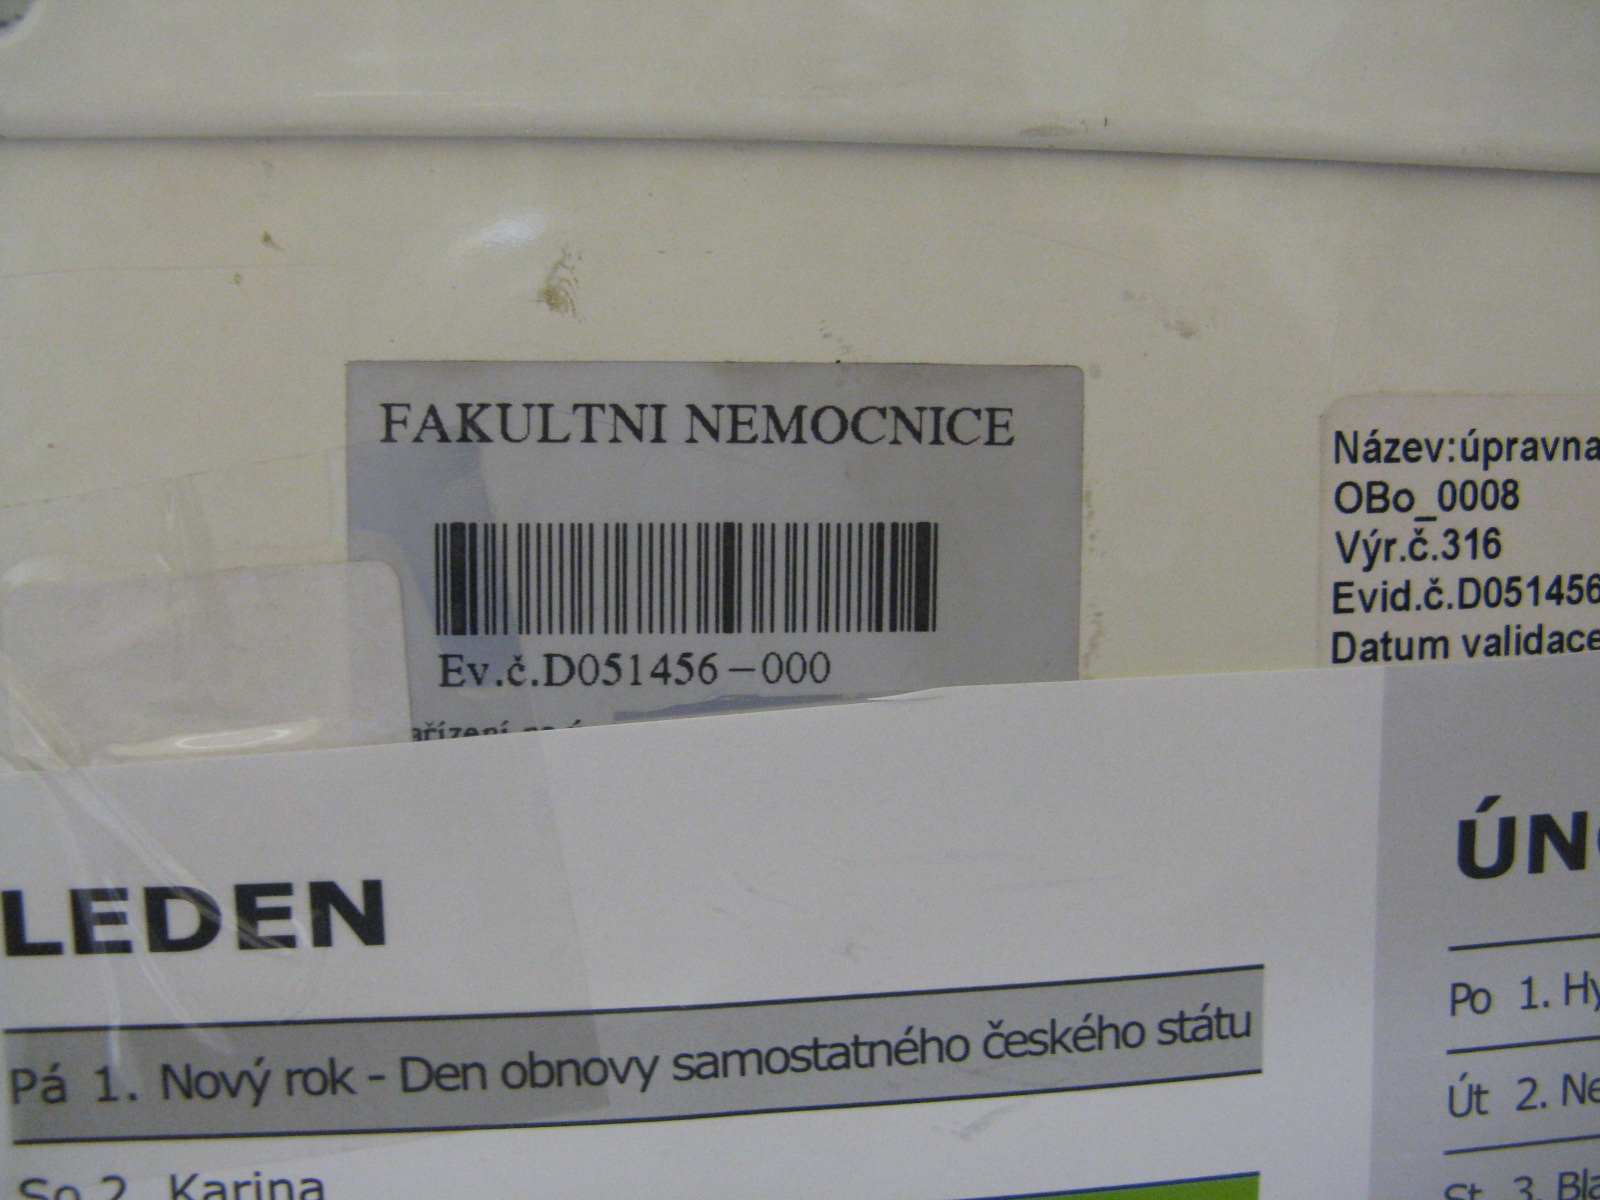 FAKULTNI NEMOCNICE
Ev.č.D051456-000
Název:úpravna
OBo_0008
Výr.č.316
Evid.č.D051456
Datum validace
LEDEN
Pá 1. Nový rok - Den obnovy samostatného českého státu
So 2. Karina
Po 1.
Út 2.
St 3.